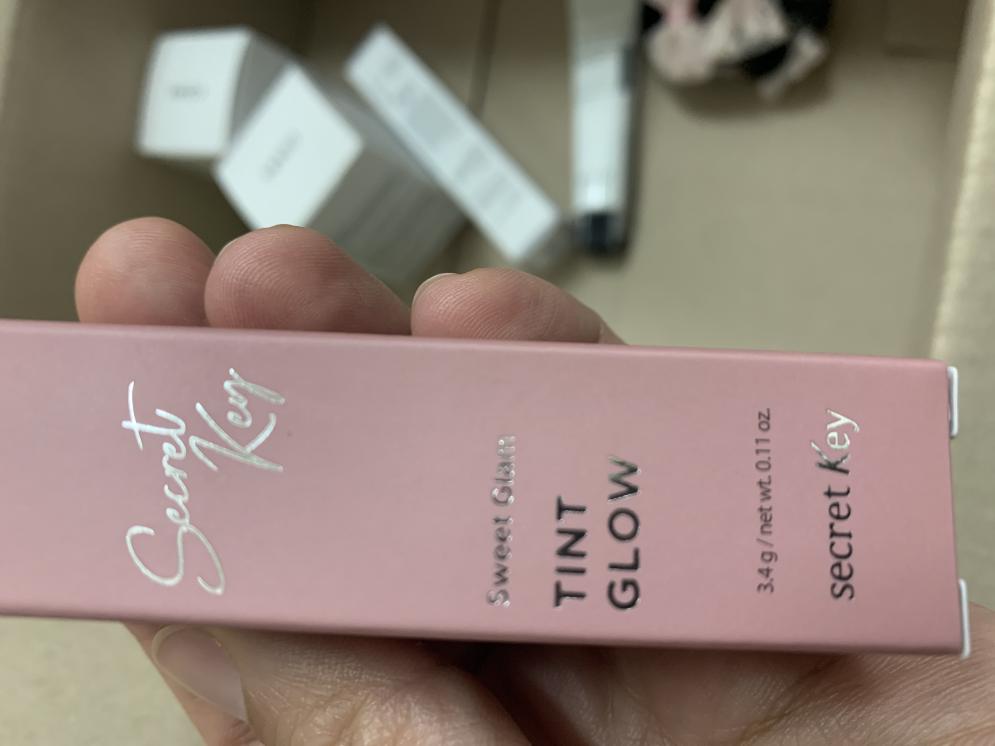 Secret
Key
Sweet Glam
TINT
GLOW
3.4 g / net wt. 0.11 oz.
secret Key